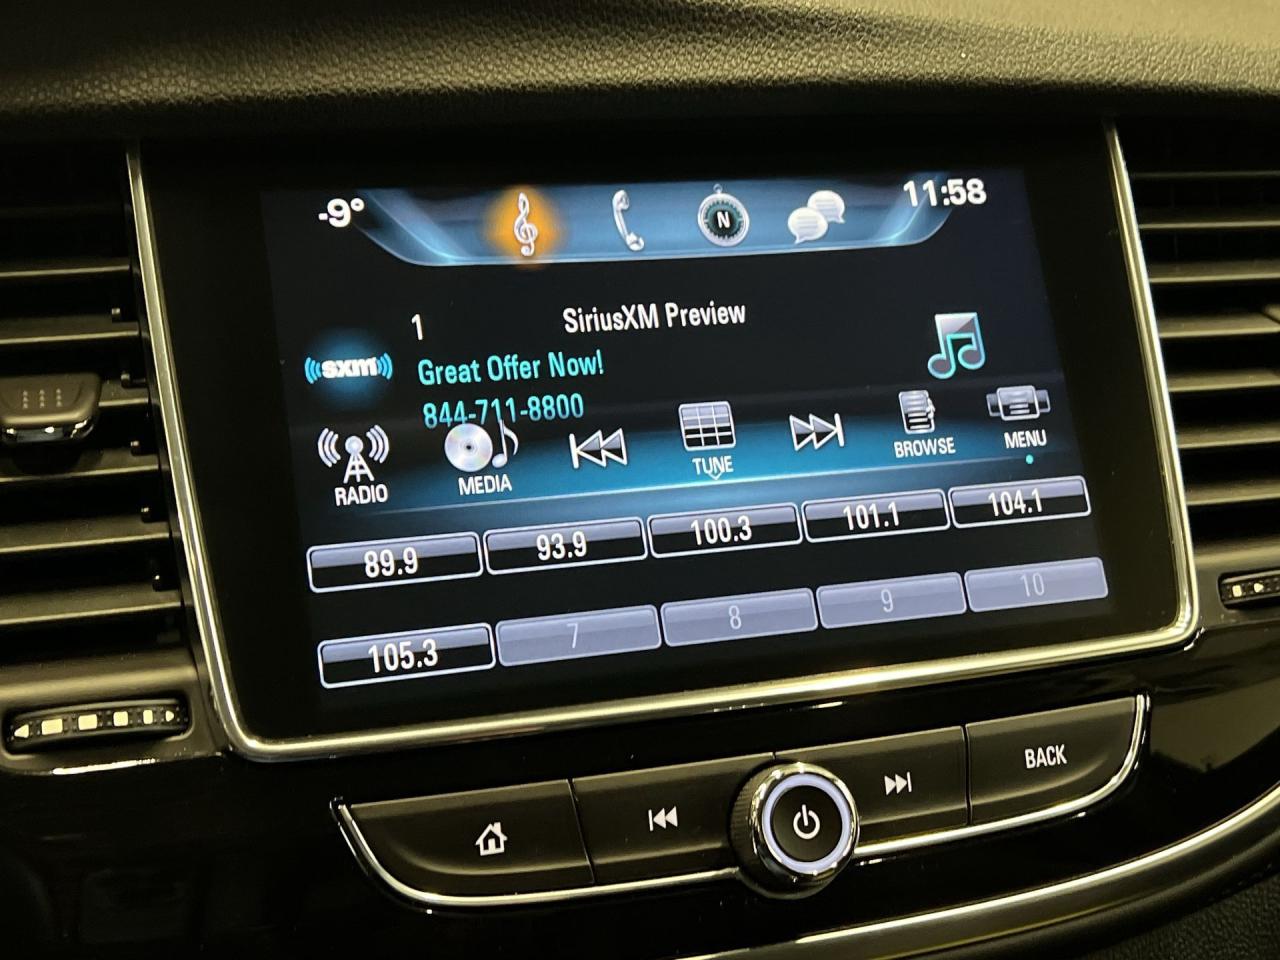 -9°
N
11:58
1
SiriusXM Preview
((sxm))
Great Offer Now!
844-711-8800
RADIO
MEDIA
TUNE
BROWSE
MENU
89.9
93.9
100.3
101.1
104.1
105.3
7
8
9
10
BACK